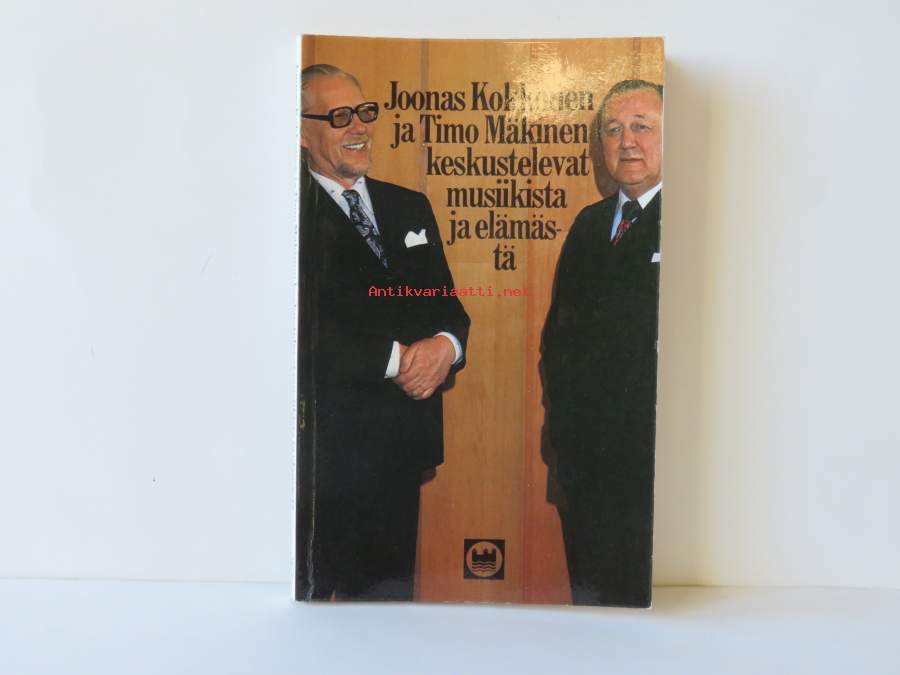 Joonas Kokkonen
ja Timo Mäkinen
keskustelevat
musiikista
ja elämäs-
tä
Antikvariaatti.net